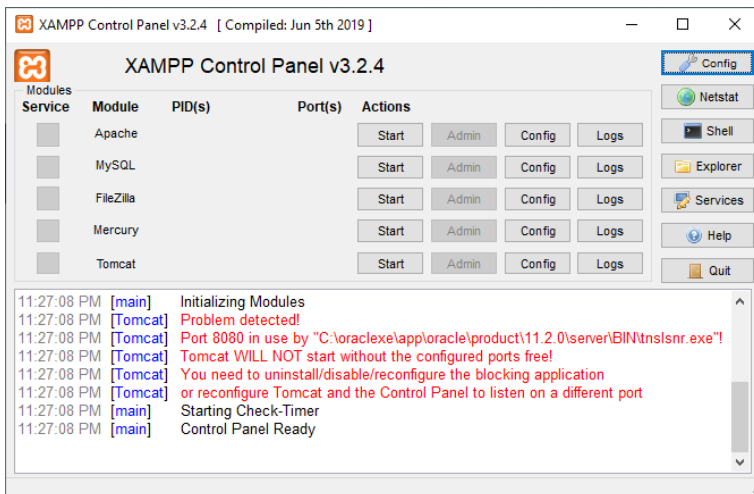 XAMPP Control Panel v3.2.4 [ Compiled: Jun 5th 2019 ]
XAMPP Control Panel v3.2.4
Config
Modules
Service Module PID(s) Port(s) Actions
Netstat
Apache Start Admin Config Logs
Shell
MySQL Start Admin Config Logs
Explorer
FileZilla Start Admin Config Logs
Services
Mercury Start Admin Config Logs
Help
Tomcat Start Admin Config Logs
Quit
11:27:08 PM [main] Initializing Modules
11:27:08 PM [Tomcat] Problem detected!
11:27:08 PM [Tomcat] Port 8080 in use by "C:\oraclexe\app\oracle\product\11.2.0\server\BIN\tnslsnr.exe"!
11:27:08 PM [Tomcat] Tomcat WILL NOT start without the configured ports free!
11:27:08 PM [Tomcat] You need to uninstall/disable/reconfigure the blocking application
11:27:08 PM [Tomcat] or reconfigure Tomcat and the Control Panel to listen on a different port
11:27:08 PM [main] Starting Check-Timer
11:27:08 PM [main] Control Panel Ready